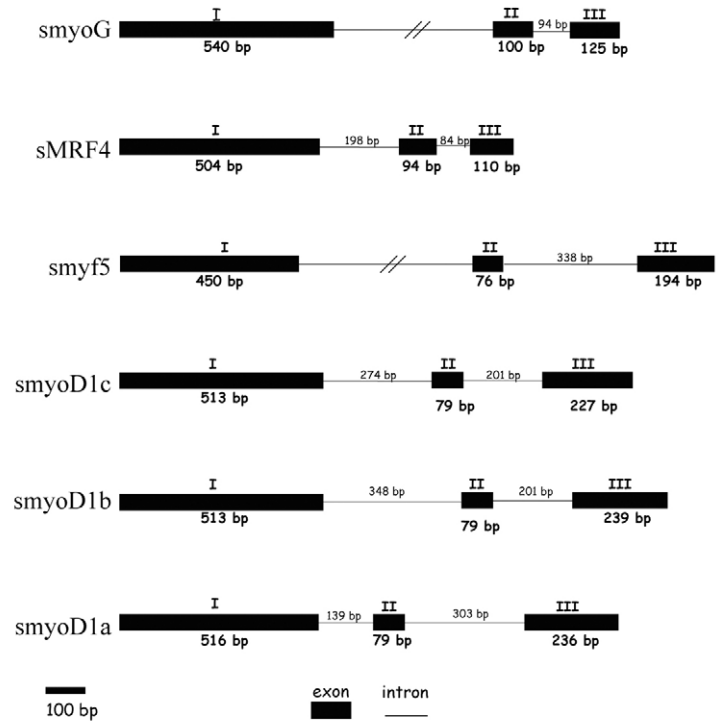 I II III
smyoG 94 bp
540 bp 100 bp 125 bp
I II III
sMRF4 198 bp 84 bp
504 bp 94 bp 110 bp
I II III
smyf5 338 bp
450 bp 76 bp 194 bp
I II III
smyoD1c 274 bp 201 bp
513 bp 79 bp 227 bp
I II III
smyoD1b 348 bp 201 bp
513 bp 79 bp 239 bp
I II III
smyoD1a 139 bp 303 bp
516 bp 79 bp 236 bp
exon intron
100 bp